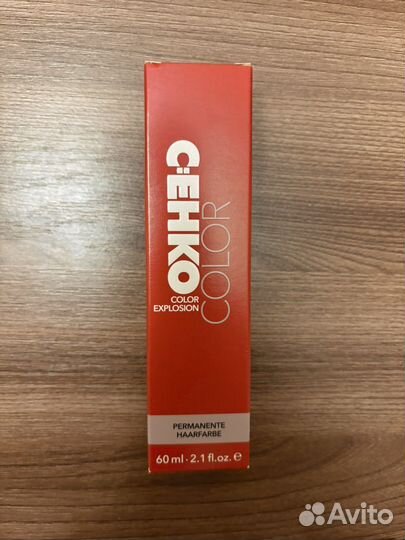 C:EHKO
COLOR
COLOR
EXPLOSION
PERMANENTE
HAARFARBE
60 ml · 2.1 fl.oz. ℮
Avito